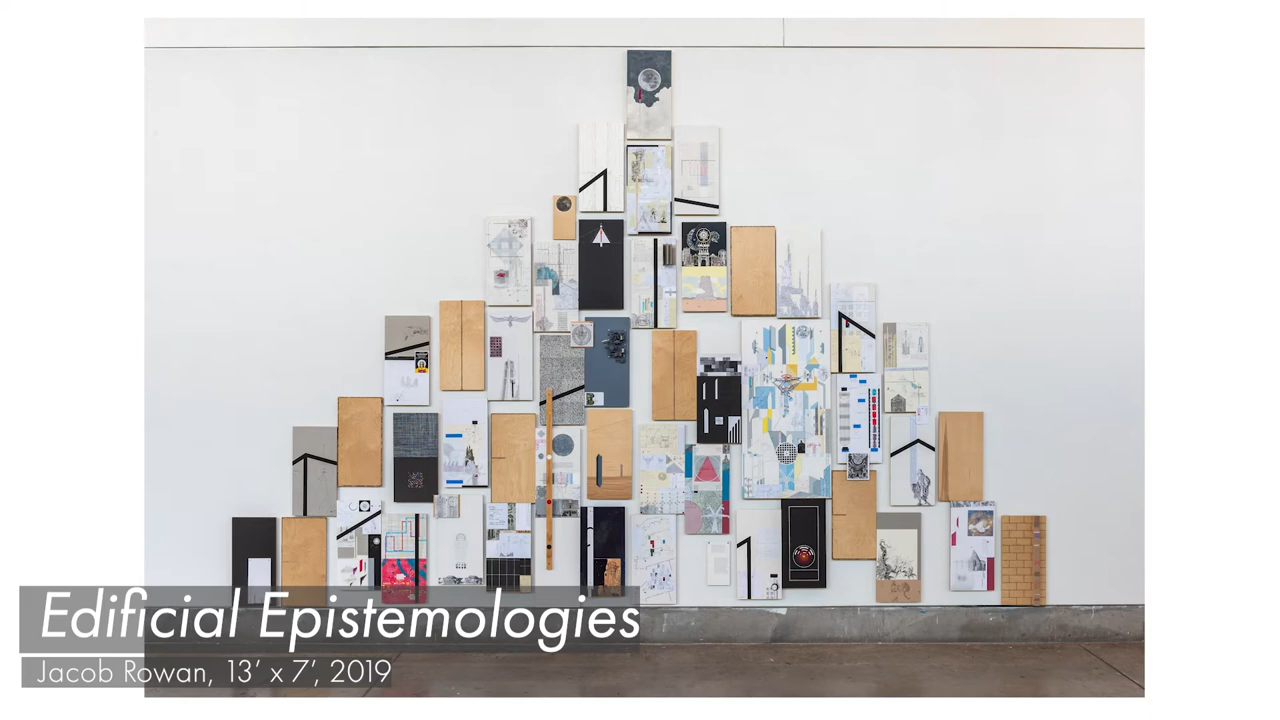 Edificial Epistemologies
Jacob Rowan, 13’ x 7’, 2019